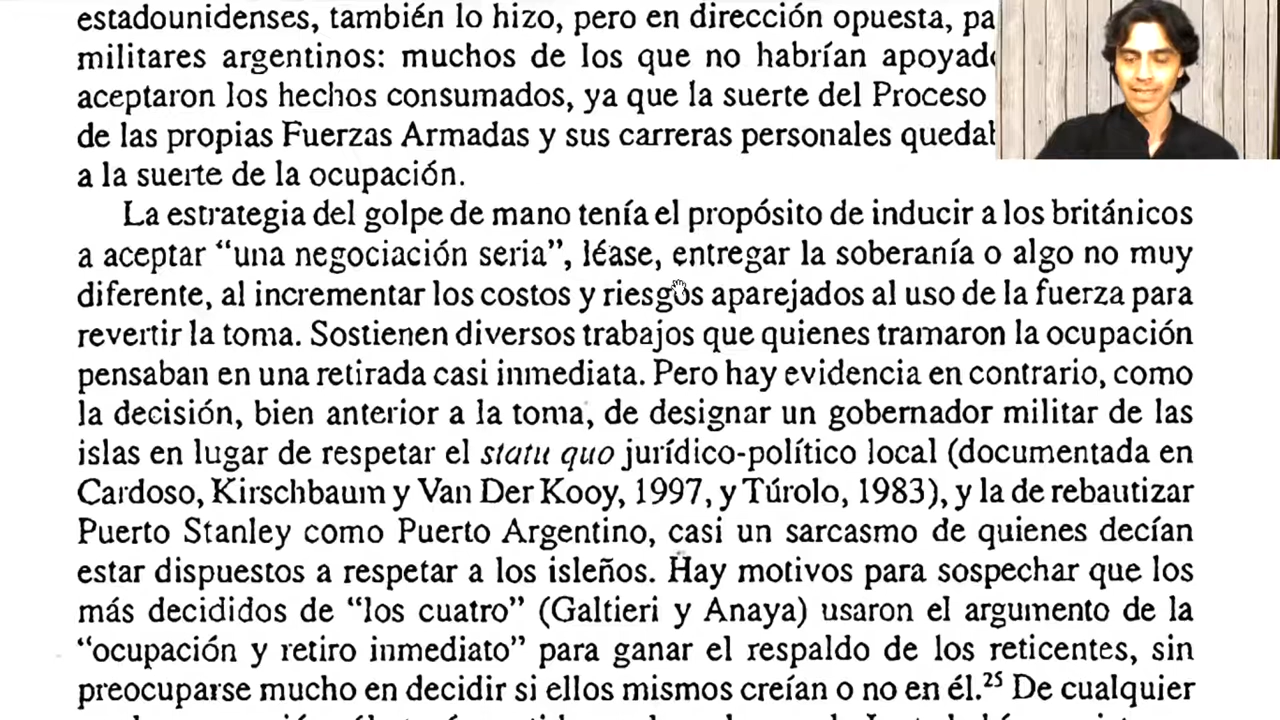 estadounidenses, también lo hizo, pero en dirección opuesta, pa
militares argentinos: muchos de los que no habrían apoyado
aceptaron los hechos consumados, ya que la suerte del Proceso
de las propias Fuerzas Armadas y sus carreras personales quedab
a la suerte de la ocupación.
La estrategia del golpe de mano tenía el propósito de inducir a los británicos
a aceptar “una negociación seria”, léase, entregar la soberanía o algo no muy
diferente, al incrementar los costos y riesgos aparejados al uso de la fuerza para
revertir la toma. Sostienen diversos trabajos que quienes tramaron la ocupación
pensaban en una retirada casi inmediata. Pero hay evidencia en contrario, como
la decisión, bien anterior a la toma, de designar un gobernador militar de las
islas en lugar de respetar el statu quo jurídico-político local (documentada en
Cardoso, Kirschbaum y Van Der Kooy, 1997, y Túrolo, 1983), y la de rebautizar
Puerto Stanley como Puerto Argentino, casi un sarcasmo de quienes decían
estar dispuestos a respetar a los isleños. Hay motivos para sospechar que los
más decididos de “los cuatro” (Galtieri y Anaya) usaron el argumento de la
“ocupación y retiro inmediato” para ganar el respaldo de los reticentes, sin
preocuparse mucho en decidir si ellos mismos creían o no en él.²⁵ De cualquier